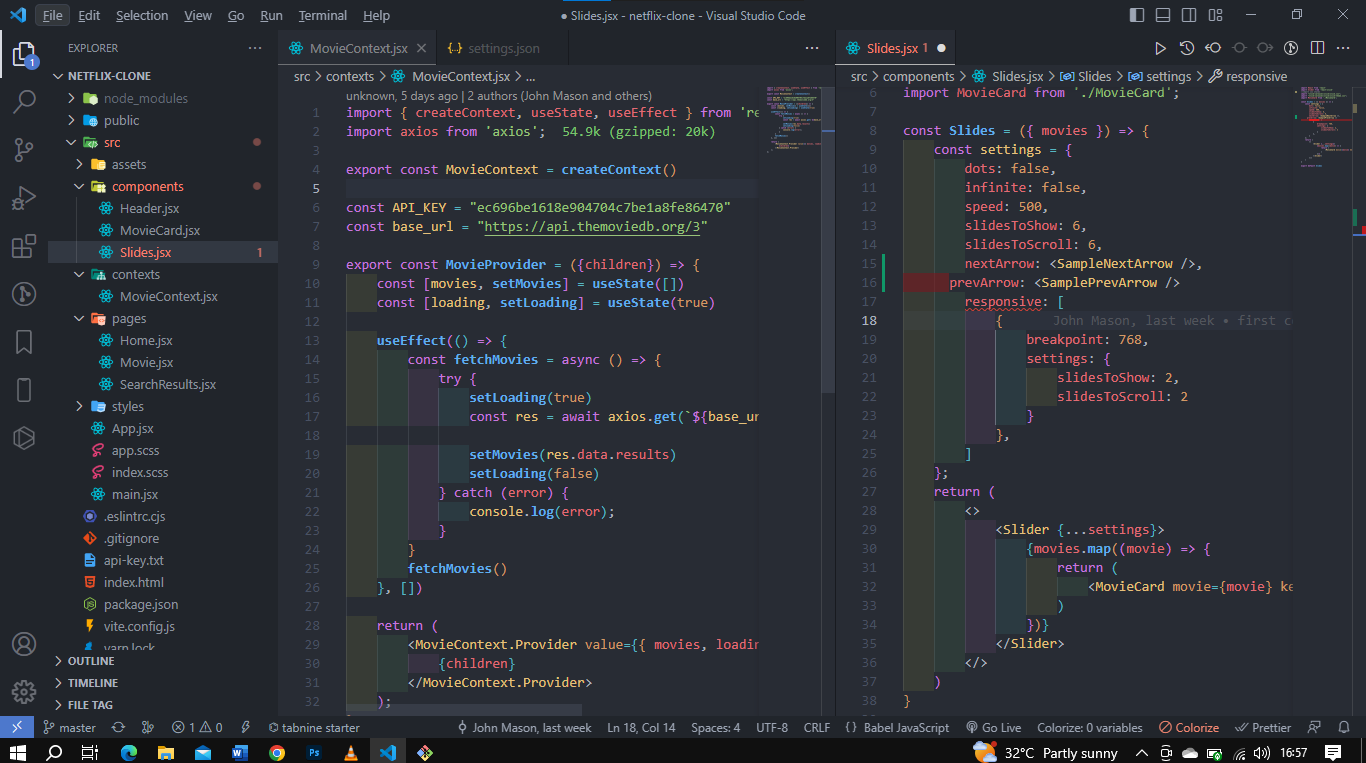 File Edit Selection View Go Run Terminal Help
● Slides.jsx - netflix-clone - Visual Studio Code
EXPLORER
NETFLIX-CLONE
node_modules
public
src
assets
components
Header.jsx
MovieCard.jsx
Slides.jsx 1
contexts
MovieContext.jsx
pages
Home.jsx
Movie.jsx
SearchResults.jsx
styles
App.jsx
app.scss
index.scss
main.jsx
.eslintrc.cjs
.gitignore
api-key.txt
index.html
package.json
vite.config.js
yarn.lock
OUTLINE
TIMELINE
FILE TAG
1
MovieContext.jsx
settings.json
src > contexts > MovieContext.jsx > ...
unknown, 5 days ago | 2 authors (John Mason and others)
1 import { createContext, useState, useEffect } from 're
2 import axios from 'axios'; 54.9k (gzipped: 20k)
3
4 export const MovieContext = createContext()
5
6 const API_KEY = "ec696be1618e904704c7be1a8fe86470"
7 const base_url = "https://api.themoviedb.org/3"
8
9 export const MovieProvider = ({children}) => {
10 const [movies, setMovies] = useState([])
11 const [loading, setLoading] = useState(true)
12
13 useEffect(() => {
14 const fetchMovies = async () => {
15 try {
16 setLoading(true)
17 const res = await axios.get(`${base_ur
18
19 setMovies(res.data.results)
20 setLoading(false)
21 } catch (error) {
22 console.log(error);
23 }
24 }
25 fetchMovies()
26 }, [])
27
28 return (
29 <MovieContext.Provider value={{ movies, loadin
30 {children}
31 </MovieContext.Provider>
32 );
Slides.jsx 1
src > components > Slides.jsx > Slides > settings > responsive
6 import MovieCard from './MovieCard';
7
8 const Slides = ({ movies }) => {
9 const settings = {
10 dots: false,
11 infinite: false,
12 speed: 500,
13 slidesToShow: 6,
14 slidesToScroll: 6,
15 nextArrow: <SampleNextArrow />,
16 prevArrow: <SamplePrevArrow />
17 responsive: [
18 { John Mason, last week • first c
19 breakpoint: 768,
20 settings: {
21 slidesToShow: 2,
22 slidesToScroll: 2
23 }
24 },
25 ]
26 };
27 return (
28 <>
29 <Slider {...settings}>
30 {movies.map((movie) => {
31 return (
32 <MovieCard movie={movie} ke
33 )
34 })}
35 </Slider>
36 </>
37 )
38 }
master 1 0 tabnine starter John Mason, last week Ln 18, Col 14 Spaces: 4 UTF-8 CRLF {} Babel JavaScript Go Live Colorize: 0 variables Colorize Prettier
32°C Partly sunny 16:57